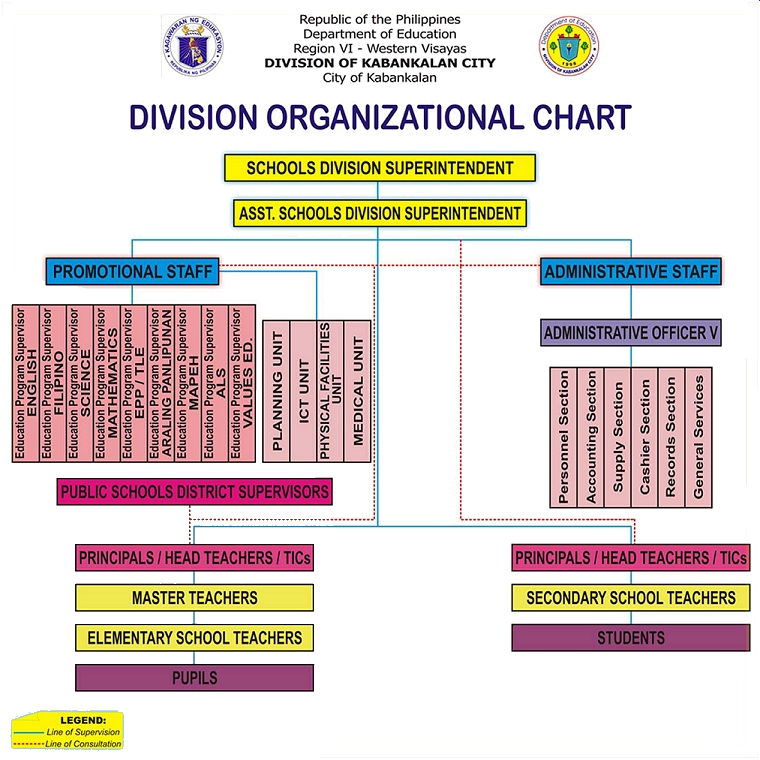 Republic of the Philippines
Department of Education
Region VI - Western Visayas
DIVISION OF KABANKALAN CITY
City of Kabankalan
KAGAWARAN NG EDUKASYON
REPUBLIKA NG PILIPINAS
Department of Education
DIVISION OF KABANKALAN CITY
1998
DIVISION ORGANIZATIONAL CHART
SCHOOLS DIVISION SUPERINTENDENT
ASST. SCHOOLS DIVISION SUPERINTENDENT
PROMOTIONAL STAFF
ADMINISTRATIVE STAFF
Education Program Supervisor
ENGLISH
Education Program Supervisor
FILIPINO
Education Program Supervisor
SCIENCE
Education Program Supervisor
MATHEMATICS
Education Program Supervisor
EPP / TLE
Education Program Supervisor
ARALING PANLIPUNAN
Education Program Supervisor
MAPEH
Education Program Supervisor
ALS
Education Program Supervisor
VALUES ED.
PLANNING UNIT
ICT UNIT
PHYSICAL FACILITIES
UNIT
MEDICAL UNIT
ADMINISTRATIVE OFFICER V
Personnel Section
Accounting Section
Supply Section
Cashier Section
Records Section
General Services
PUBLIC SCHOOLS DISTRICT SUPERVISORS
PRINCIPALS / HEAD TEACHERS / TICs
MASTER TEACHERS
ELEMENTARY SCHOOL TEACHERS
PUPILS
PRINCIPALS / HEAD TEACHERS / TICs
SECONDARY SCHOOL TEACHERS
STUDENTS
LEGEND:
Line of Supervision
Line of Consultation